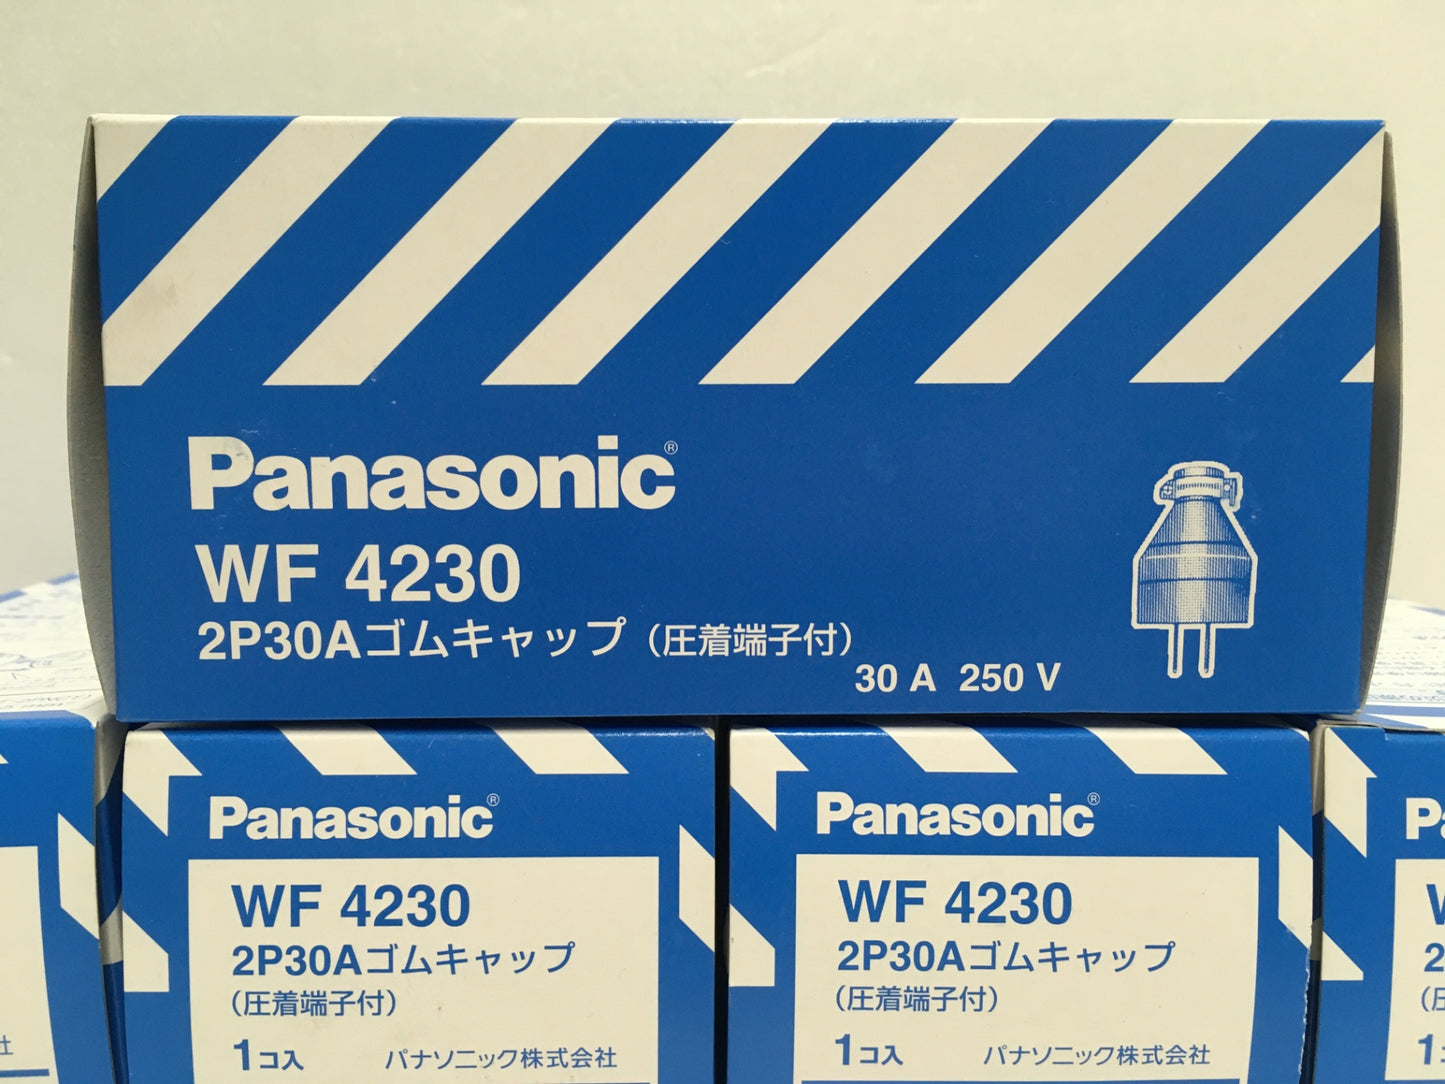 Panasonic®
WF 4230
2P30Aゴムキャップ（圧着端子付）
30 A 250 V
Panasonic®
WF 4230
2P30Aゴムキャップ
（圧着端子付）
1コ入 パナソニック株式会社
Panasonic®
WF 4230
2P30Aゴムキャップ
（圧着端子付）
1コ入 パナソニック株式会社